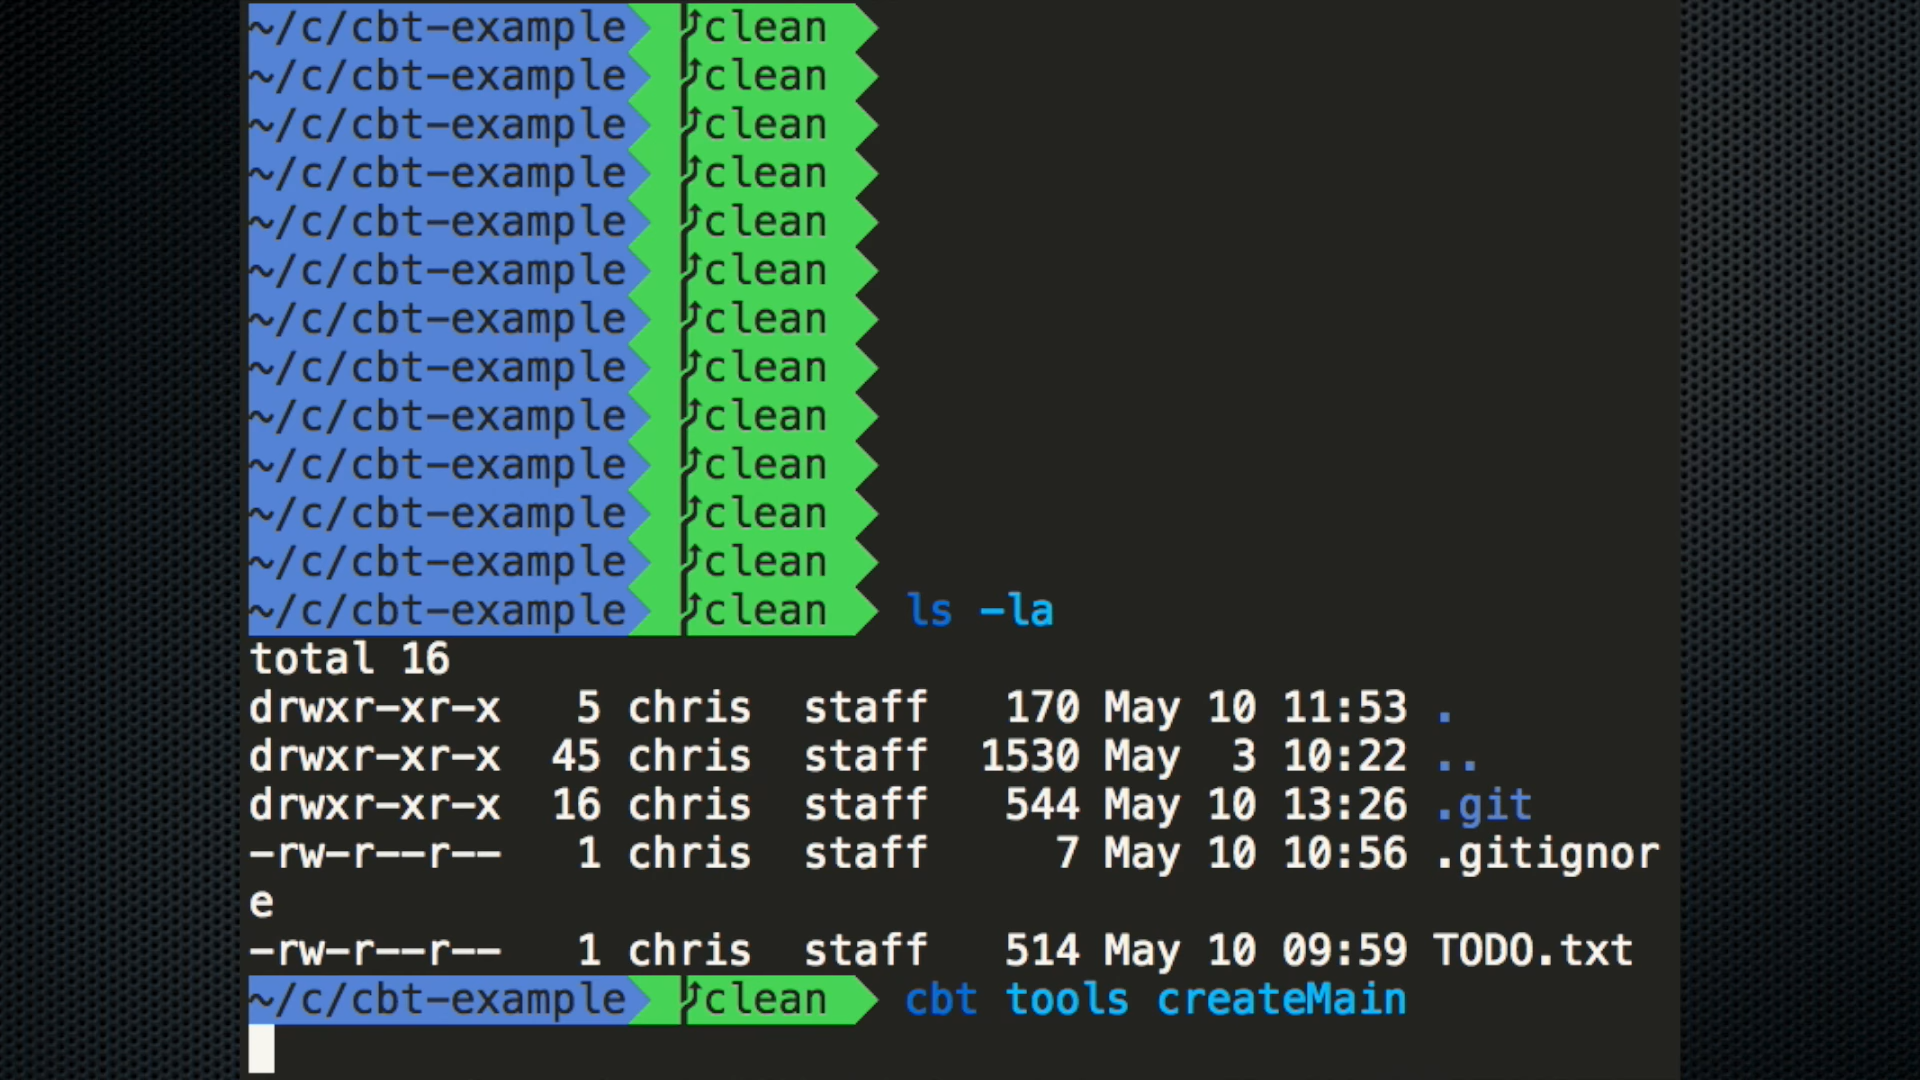 ~/c/cbt-example clean
~/c/cbt-example clean
~/c/cbt-example clean
~/c/cbt-example clean
~/c/cbt-example clean
~/c/cbt-example clean
~/c/cbt-example clean
~/c/cbt-example clean
~/c/cbt-example clean
~/c/cbt-example clean
~/c/cbt-example clean
~/c/cbt-example clean
~/c/cbt-example clean ls -la
total 16
drwxr-xr-x   5 chris  staff   170 May 10 11:53 .
drwxr-xr-x  45 chris  staff  1530 May  3 10:22 ..
drwxr-xr-x  16 chris  staff   544 May 10 13:26 .git
-rw-r--r--   1 chris  staff     7 May 10 10:56 .gitignor
e
-rw-r--r--   1 chris  staff   514 May 10 09:59 TODO.txt
~/c/cbt-example clean cbt tools createMain